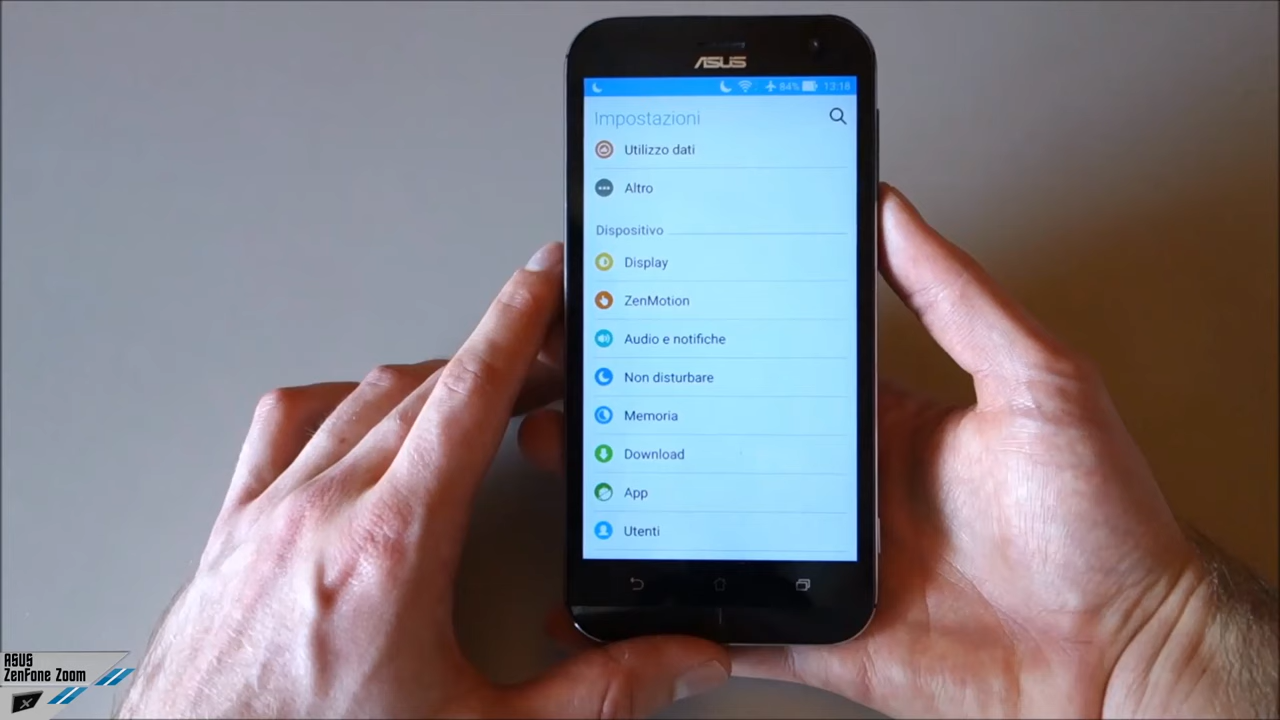 ASUS
84% 13:18
Impostazioni
Utilizzo dati
Altro
Dispositivo
Display
ZenMotion
Audio e notifiche
Non disturbare
Memoria
Download
App
Utenti
ASUS
ZenFone Zoom